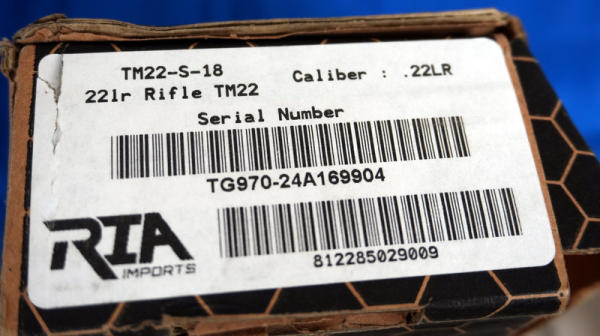 TM22-S-18
22lr Rifle TM22
Caliber : .22LR
Serial Number
TG970-24A169904
RIA
IMPORTS
812285029009